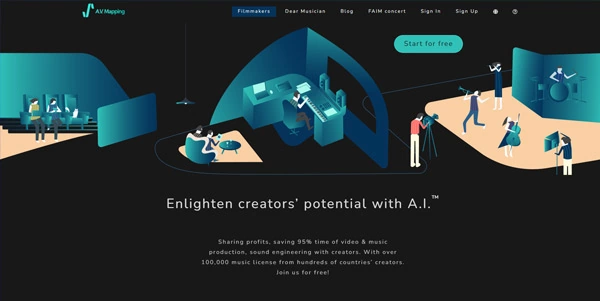 AV Mapping
Filmmakers Dear Musician Blog FAIM concert Sign In Sign Up
Start for free
Enlighten creators' potential with A.I.™
Sharing profits, saving 95% time of video & music
production, sound engineering with creators. With over
100,000 music license from hundreds of countries' creators.
Join us for free!